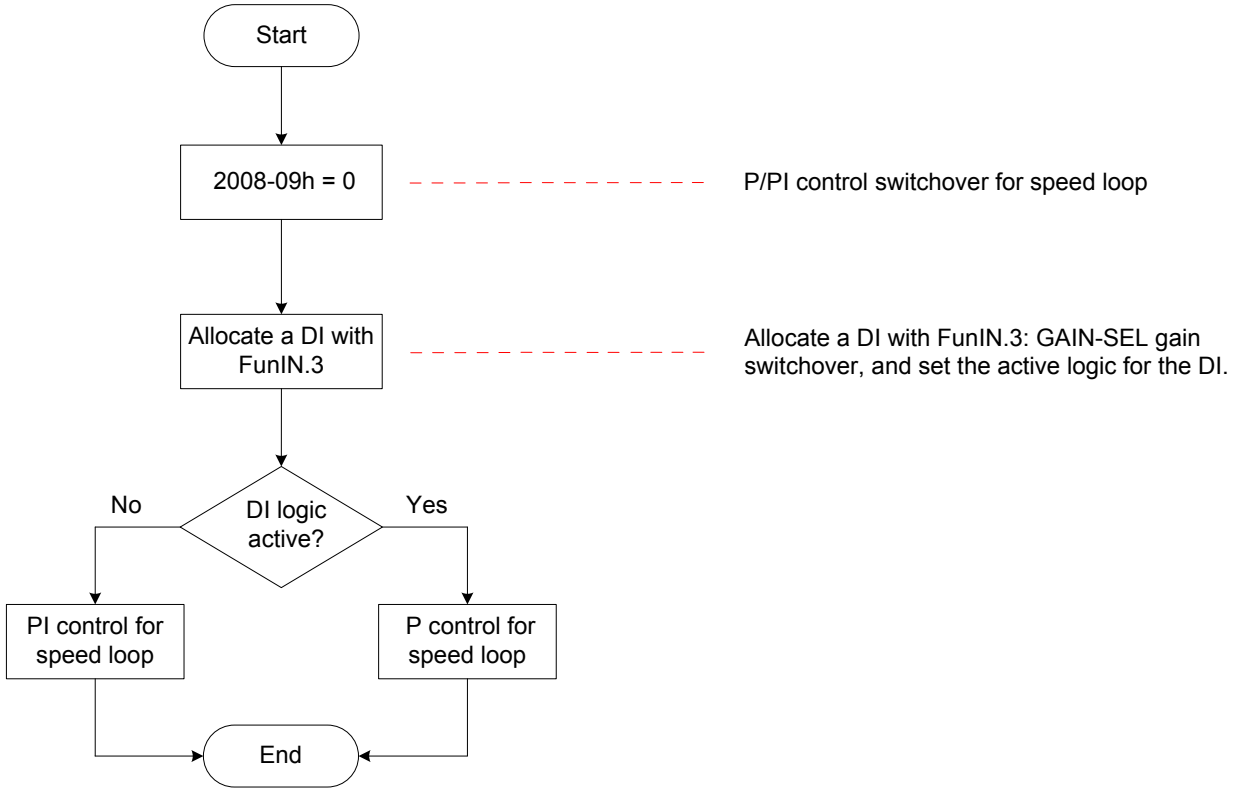 Start
2008-09h = 0
P/PI control switchover for speed loop
Allocate a DI with
FunIN.3
Allocate a DI with FunIN.3: GAIN-SEL gain
switchover, and set the active logic for the DI.
No
DI logic
active?
Yes
PI control for
speed loop
P control for
speed loop
End